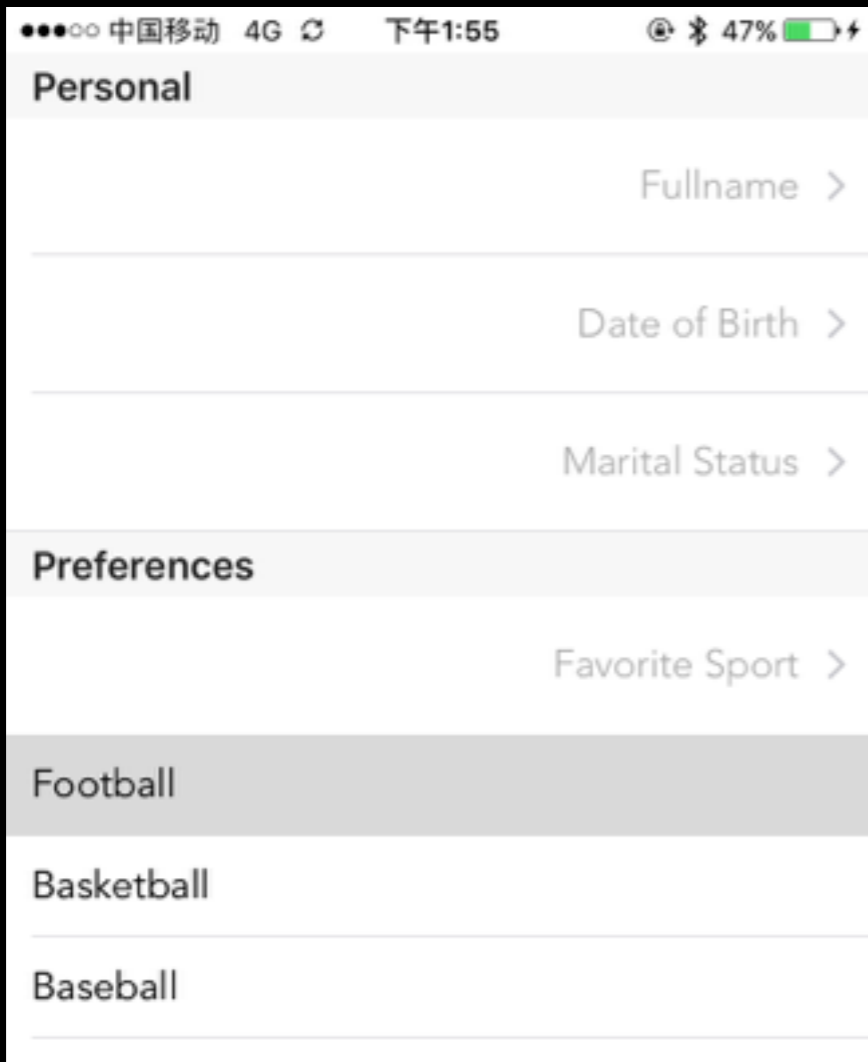 中国移动 4G 下午1:55 47%
Personal
Fullname
Date of Birth
Marital Status
Preferences
Favorite Sport
Football
Basketball
Baseball